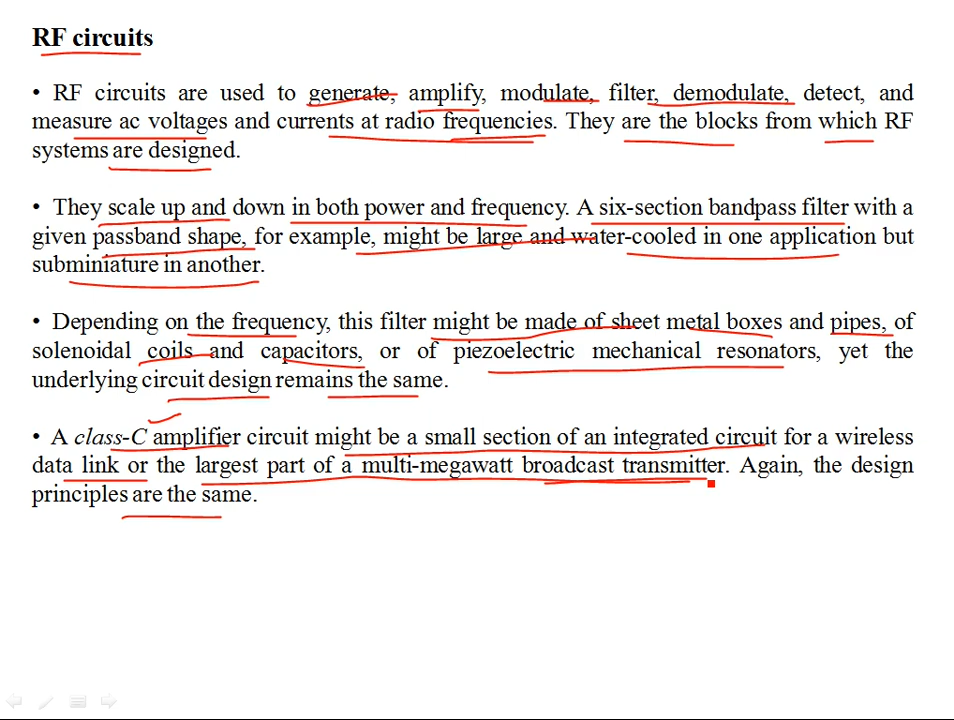 RF circuits
• RF circuits are used to generate, amplify, modulate, filter, demodulate, detect, and
measure ac voltages and currents at radio frequencies. They are the blocks from which RF
systems are designed.
• They scale up and down in both power and frequency. A six-section bandpass filter with a
given passband shape, for example, might be large and water-cooled in one application but
subminiature in another.
• Depending on the frequency, this filter might be made of sheet metal boxes and pipes, of
solenoidal coils and capacitors, or of piezoelectric mechanical resonators, yet the
underlying circuit design remains the same.
• A class-C amplifier circuit might be a small section of an integrated circuit for a wireless
data link or the largest part of a multi-megawatt broadcast transmitter. Again, the design
principles are the same.